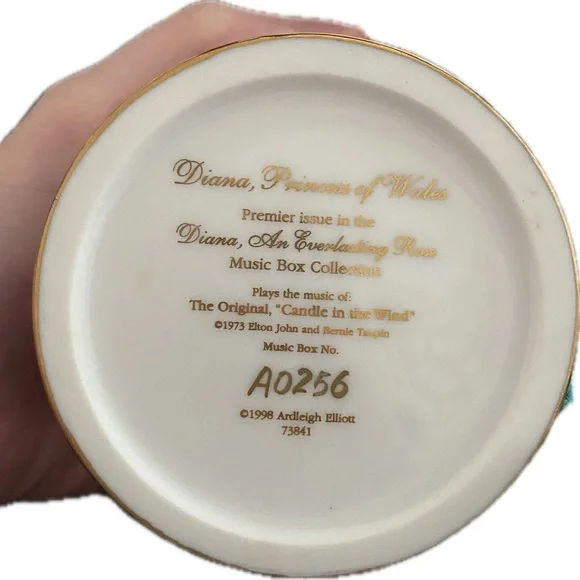 Diana, Princess of Wales
Premier issue in the
Diana, An Everlasting Rose
Music Box Collection
Plays the music of:
The Original, "Candle in the Wind"
©1973 Elton John and Bernie Taupin
Music Box No.
A0256
©1998 Ardleigh Elliott
73841